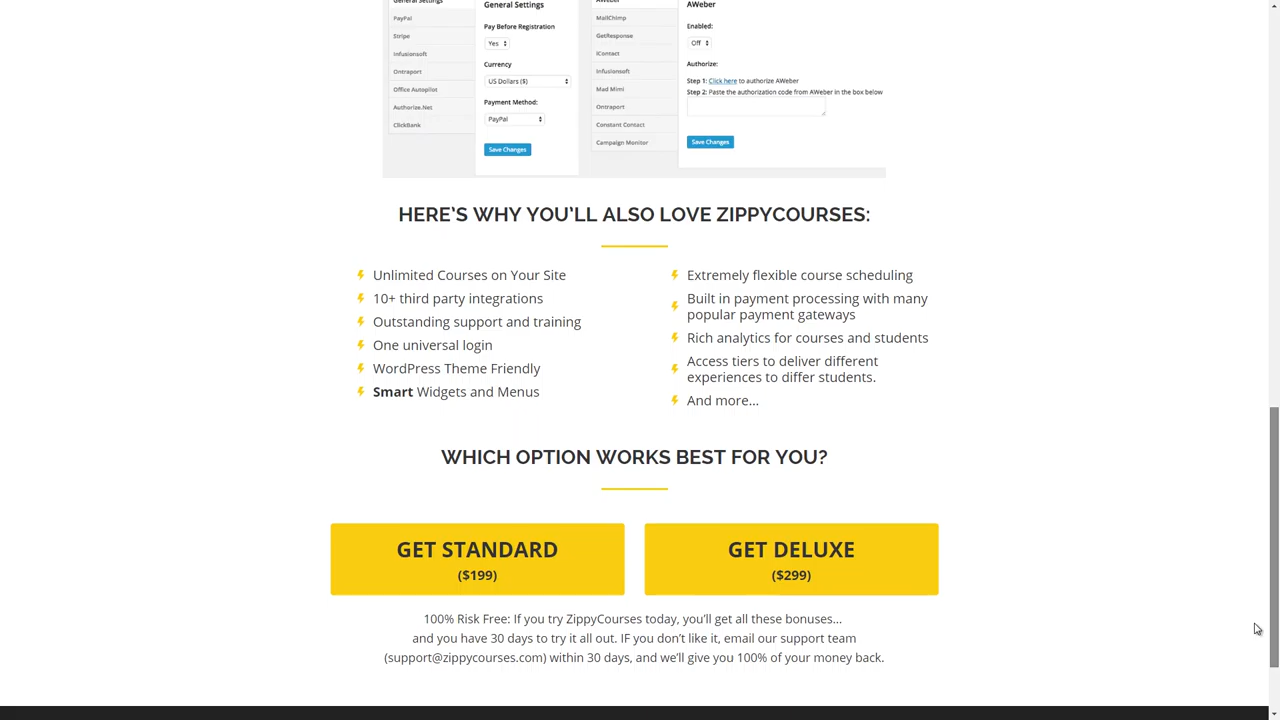 General Settings
PayPal
Stripe
Infusionsoft
Ontraport
Office Autopilot
Authorize.Net
ClickBank
General Settings
Pay Before Registration
Yes
Currency
US Dollars ($)
Payment Method:
PayPal
Save Changes
AWeber
MailChimp
GetResponse
iContact
Infusionsoft
Mad Mimi
Ontraport
Constant Contact
Campaign Monitor
AWeber
Enabled:
Off
Authorize:
Step 1: Click here to authorize AWeber
Step 2: Paste the authorization code from AWeber in the box below
Save Changes
HERE'S WHY YOU'LL ALSO LOVE ZIPPYCOURSES:
Unlimited Courses on Your Site
10+ third party integrations
Outstanding support and training
One universal login
WordPress Theme Friendly
Smart Widgets and Menus
Extremely flexible course scheduling
Built in payment processing with many
popular payment gateways
Rich analytics for courses and students
Access tiers to deliver different
experiences to differ students.
And more...
WHICH OPTION WORKS BEST FOR YOU?
GET STANDARD
($199)
GET DELUXE
($299)
100% Risk Free: If you try ZippyCourses today, you'll get all these bonuses...
and you have 30 days to try it all out. IF you don't like it, email our support team
(support@zippycourses.com) within 30 days, and we'll give you 100% of your money back.